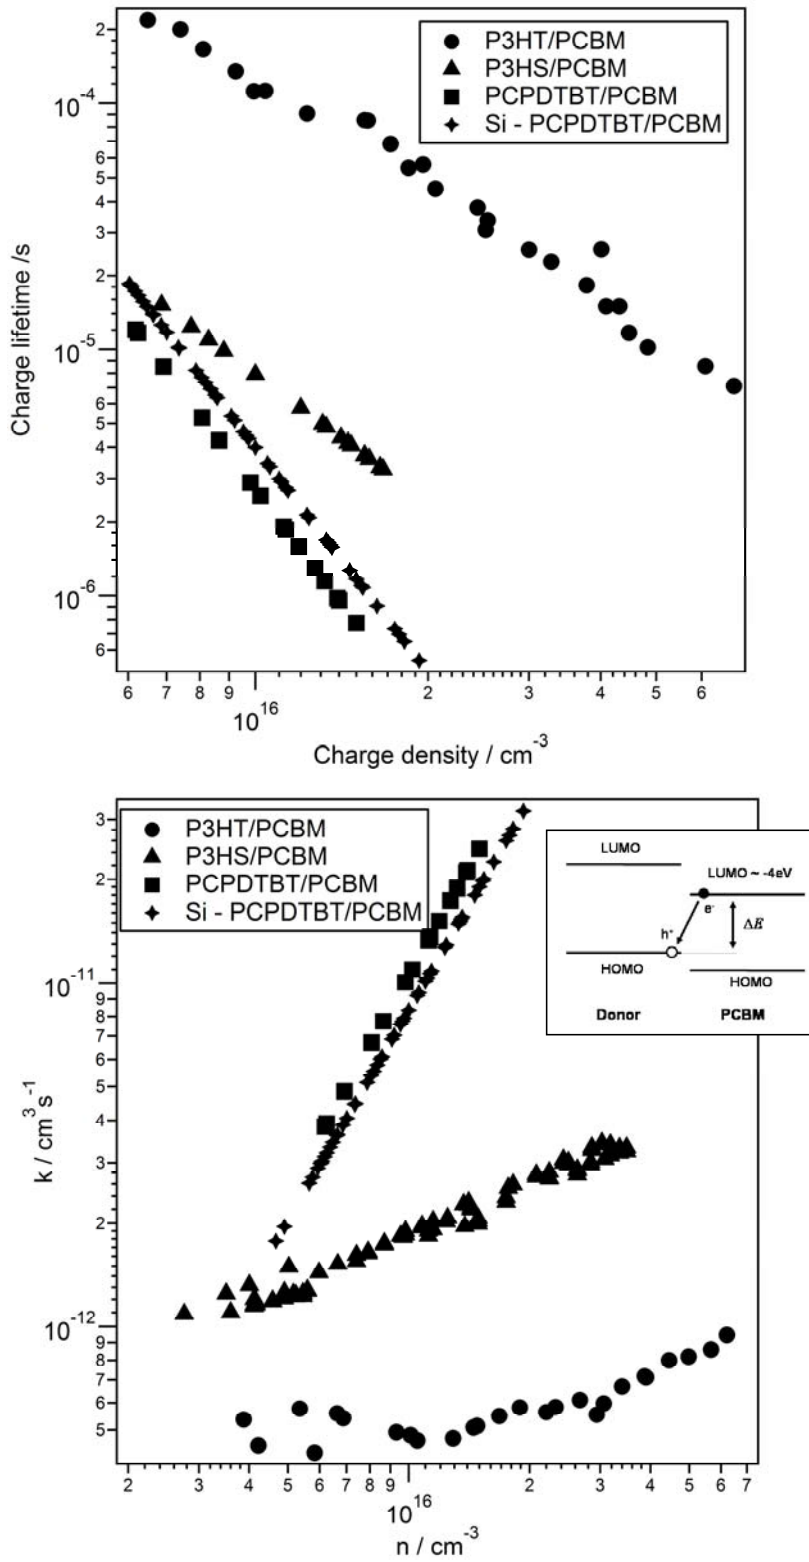 P3HT/PCBM
P3HS/PCBM
PCPDTBT/PCBM
Si - PCPDTBT/PCBM
Charge lifetime /s
2
10^-4
6
5
4
3
2
10^-5
6
5
4
3
2
10^-6
6
6 7 8 9 10^16 2 3 4 5 6
Charge density / cm^-3
P3HT/PCBM
P3HS/PCBM
PCPDTBT/PCBM
Si - PCPDTBT/PCBM
LUMO
LUMO ~ -4eV
e^-
h^+
ΔE
HOMO
HOMO
Donor PCBM
k / cm^3 s^-1
3
2
10^-11
9
8
7
6
5
4
3
2
10^-12
9
8
7
6
5
2 3 4 5 6 7 8 9 10^16 2 3 4 5 6 7
n / cm^-3